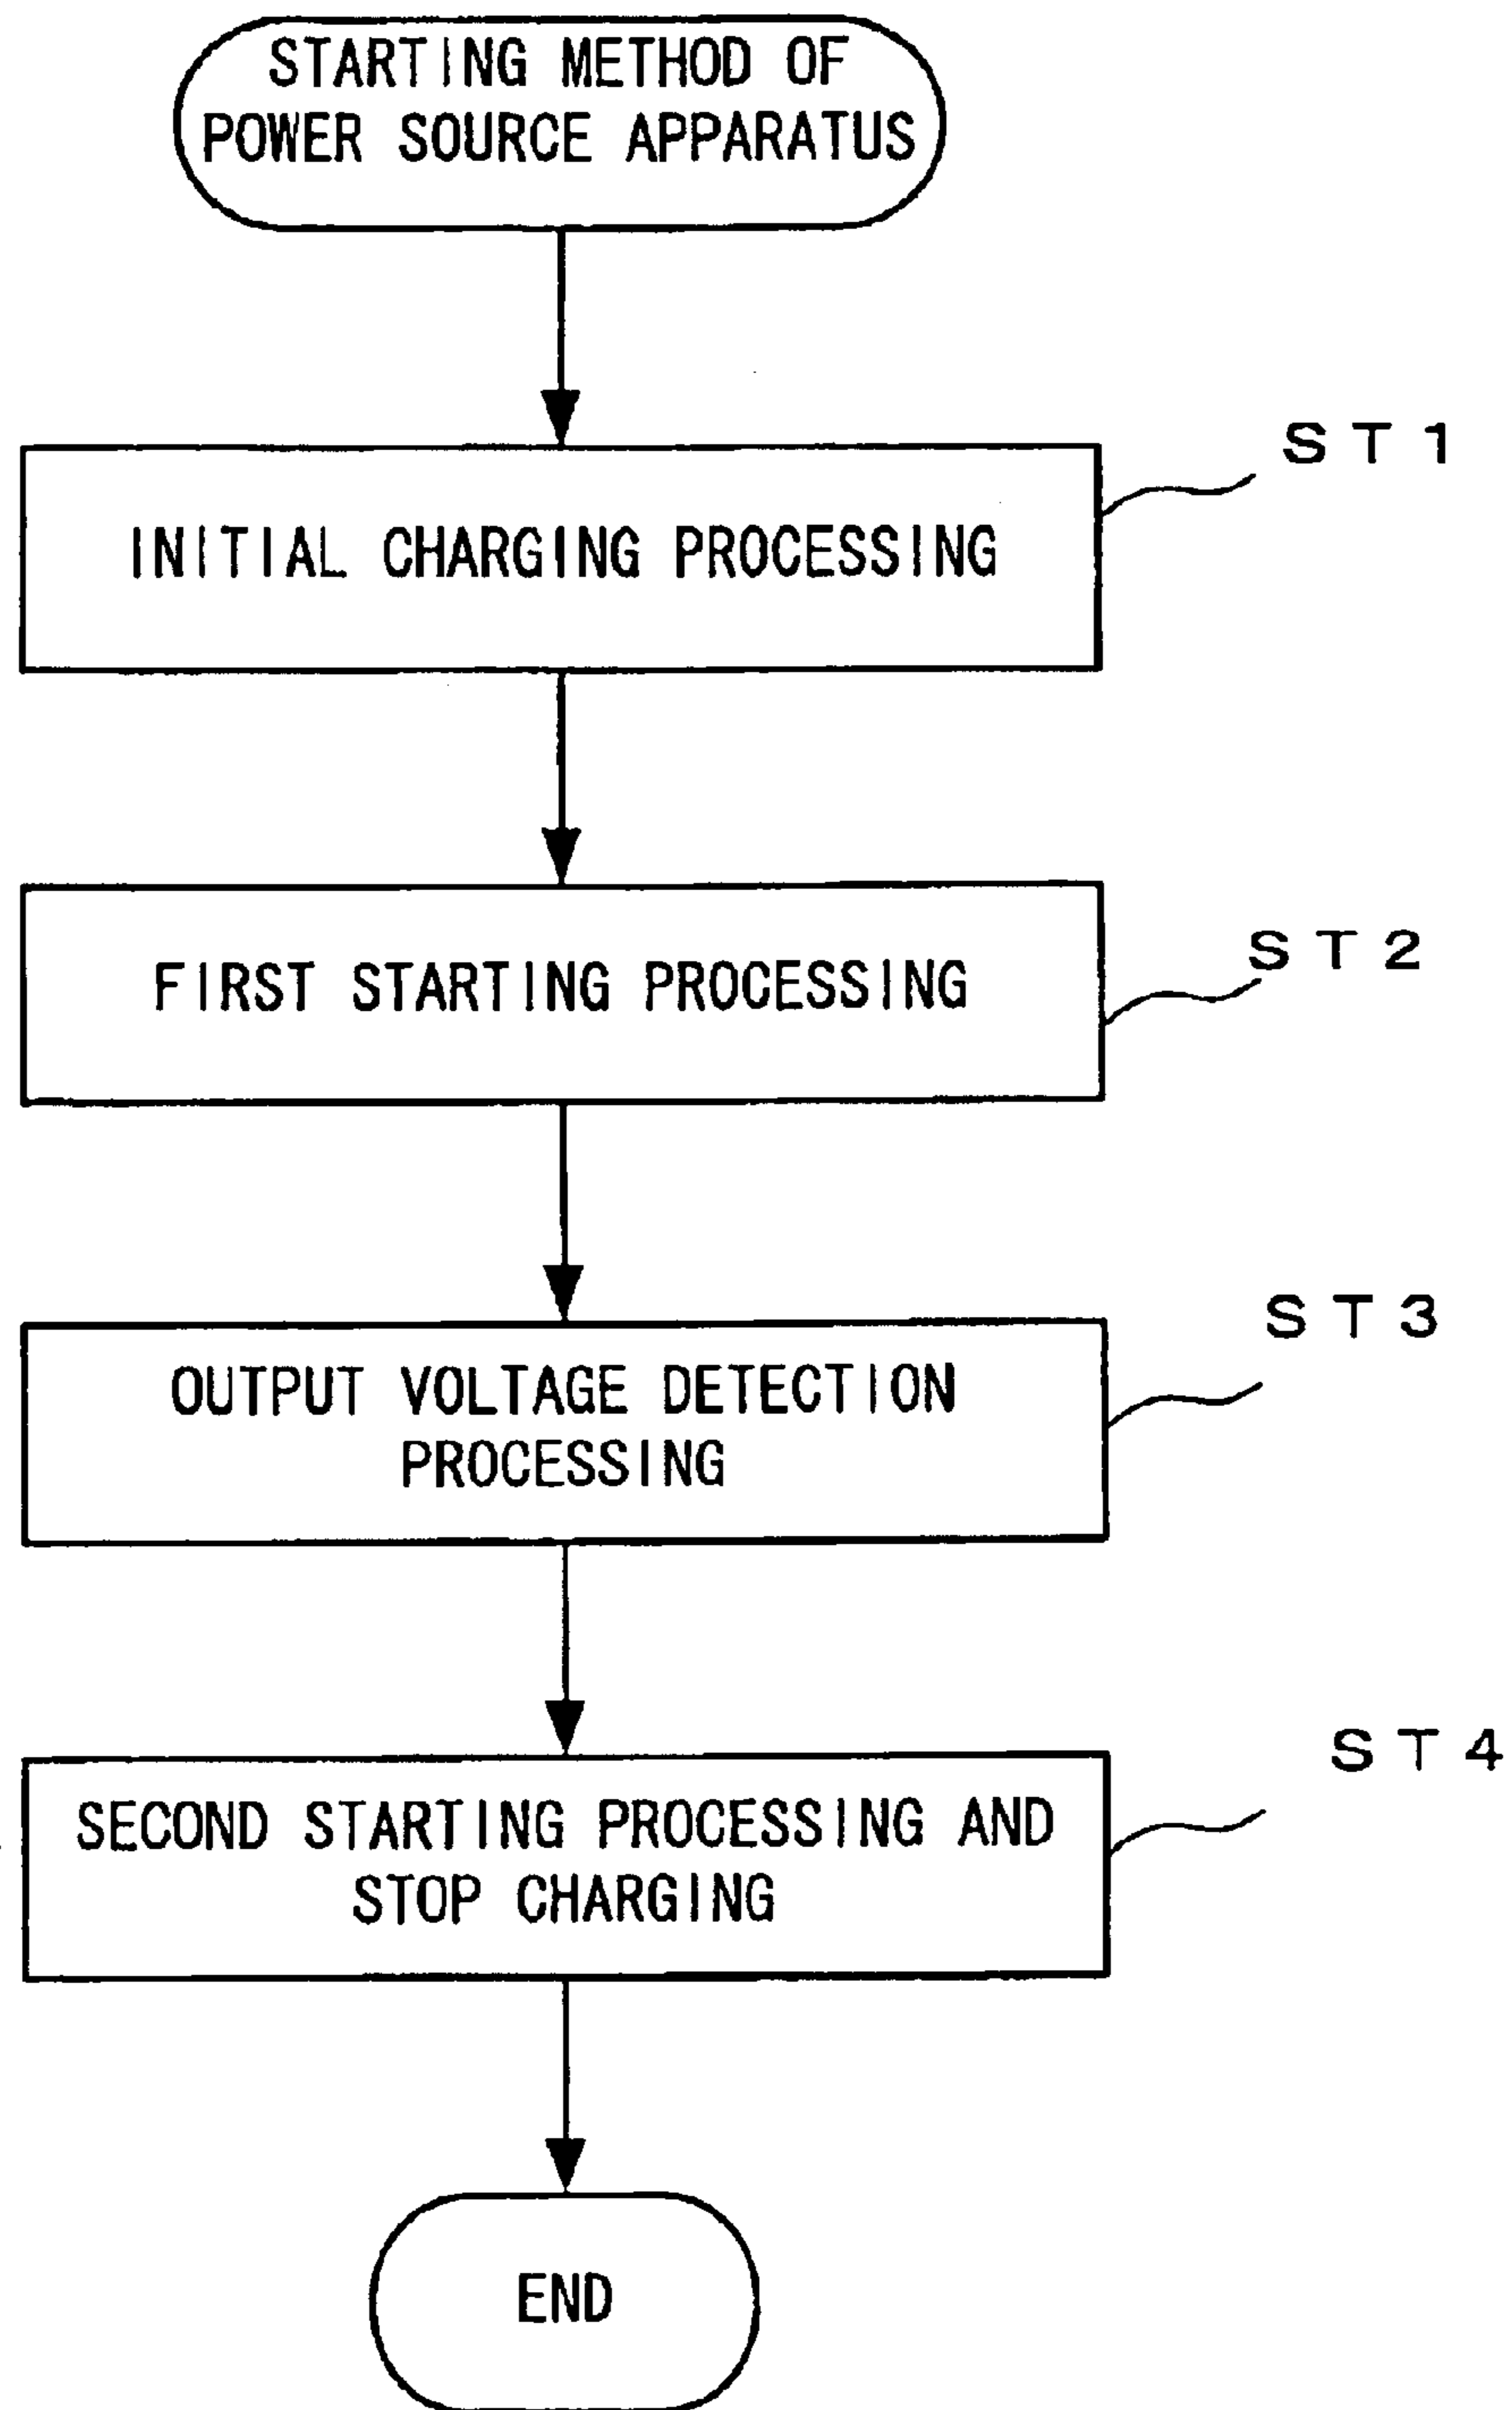 STARTING METHOD OF
POWER SOURCE APPARATUS
ST1
INITIAL CHARGING PROCESSING
ST2
FIRST STARTING PROCESSING
ST3
OUTPUT VOLTAGE DETECTION
PROCESSING
ST4
SECOND STARTING PROCESSING AND
STOP CHARGING
END